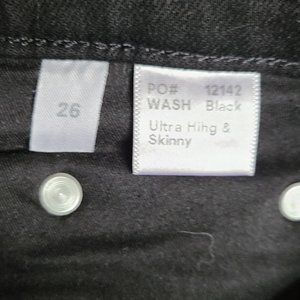 26
PO# 12142
WASH Black
Ultra Hihg &
Skinny